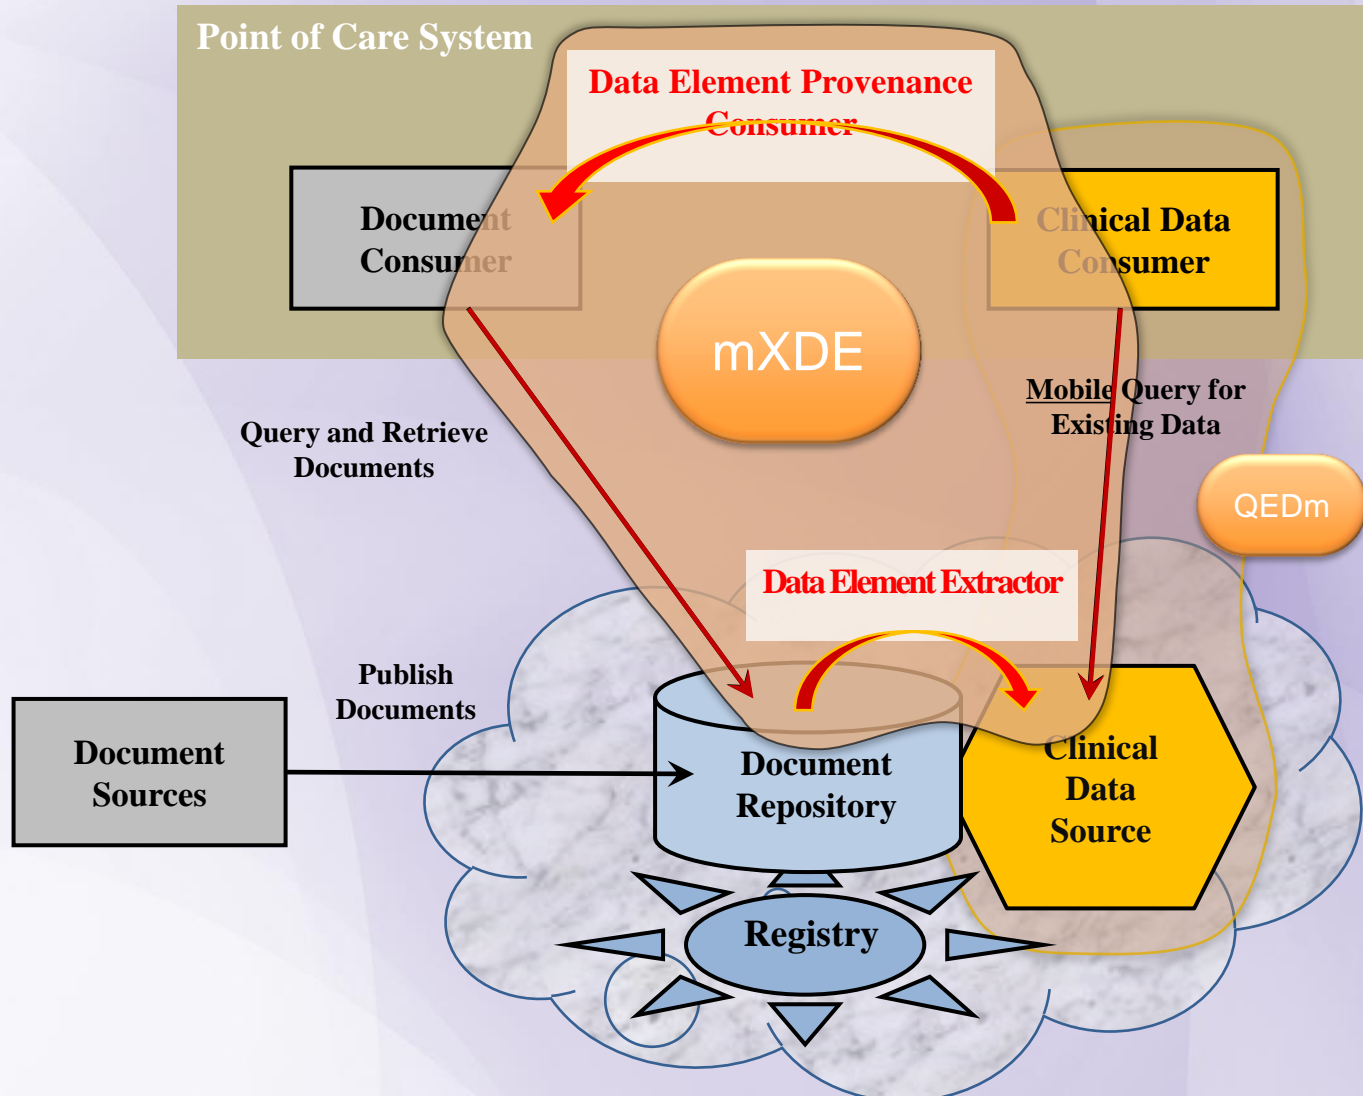 Point of Care System
Data Element Provenance
Consumer
Document
Consumer
Clinical Data
Consumer
mXDE
Mobile Query for
Existing Data
Query and Retrieve
Documents
QEDm
Data Element Extractor
Publish
Documents
Document
Sources
Document
Repository
Clinical
Data
Source
Registry